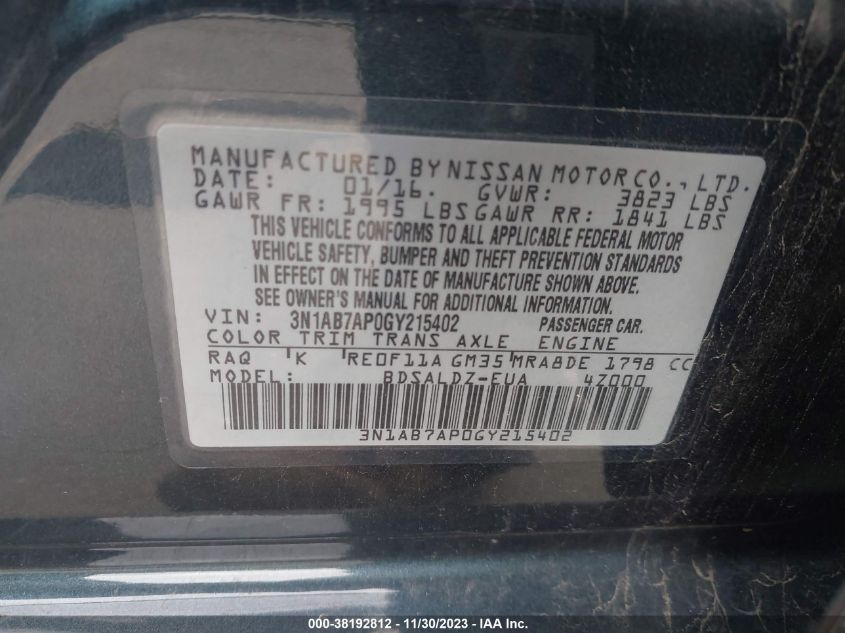 MANUFACTURED BY NISSAN MOTOR CO., LTD.
DATE: 01/16. GVWR: 3823 LBS
GAWR FR: 1995 LBS GAWR RR: 1841 LBS
THIS VEHICLE CONFORMS TO ALL APPLICABLE FEDERAL MOTOR
VEHICLE SAFETY, BUMPER AND THEFT PREVENTION STANDARDS
IN EFFECT ON THE DATE OF MANUFACTURE SHOWN ABOVE.
SEE OWNER'S MANUAL FOR ADDITIONAL INFORMATION.
VIN: 3N1AB7AP0GY215402 PASSENGER CAR.
COLOR TRIM TRANS AXLE ENGINE
RAQ K RE0F11A GM35 MRA8DE 1798 CC
MODEL: BDSALDZ-EUA 4Z000
3N1AB7AP0GY215402
000-38192812 - 11/30/2023 - IAAI.com